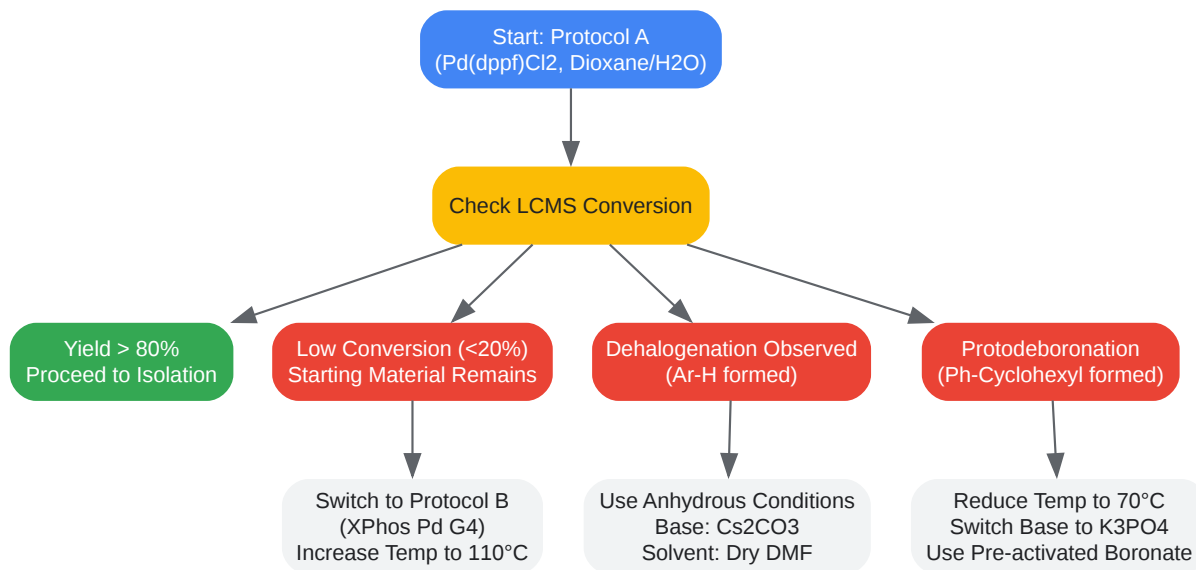 Start: Protocol A
(Pd(dppf)Cl2, Dioxane/H2O)
Check LCMS Conversion
Yield > 80%
Proceed to Isolation
Low Conversion (<20%)
Starting Material Remains
Dehalogenation Observed
(Ar-H formed)
Protodeboronation
(Ph-Cyclohexyl formed)
Switch to Protocol B
(XPhos Pd G4)
Increase Temp to 110°C
Use Anhydrous Conditions
Base: Cs2CO3
Solvent: Dry DMF
Reduce Temp to 70°C
Switch Base to K3PO4
Use Pre-activated Boronate